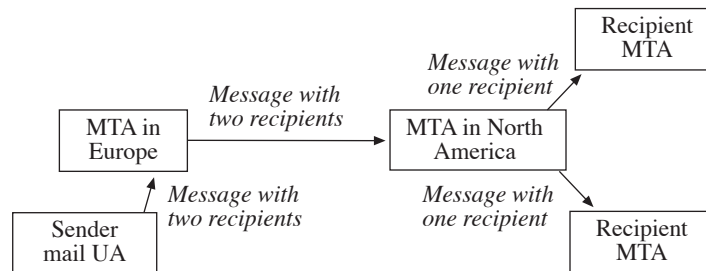 Recipient
MTA
Message with
one recipient
Message with
two recipients
MTA in
Europe
MTA in North
America
Message with
two recipients
Message with
one recipient
Sender
mail UA
Recipient
MTA